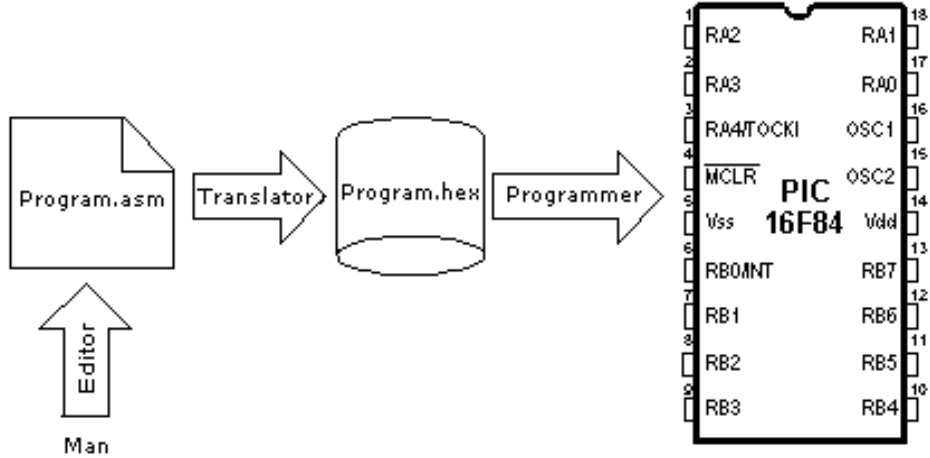 Program.asm
Translator
Program.hex
Programmer
Editor
Man
PIC
16F84
1 RA2 RA1 18
2 RA3 RA0 17
3 RA4/TOCKI OSC1 16
4 MCLR OSC2 15
5 Vss Vdd 14
6 RB0/INT RB7 13
7 RB1 RB6 12
8 RB2 RB5 11
9 RB3 RB4 10